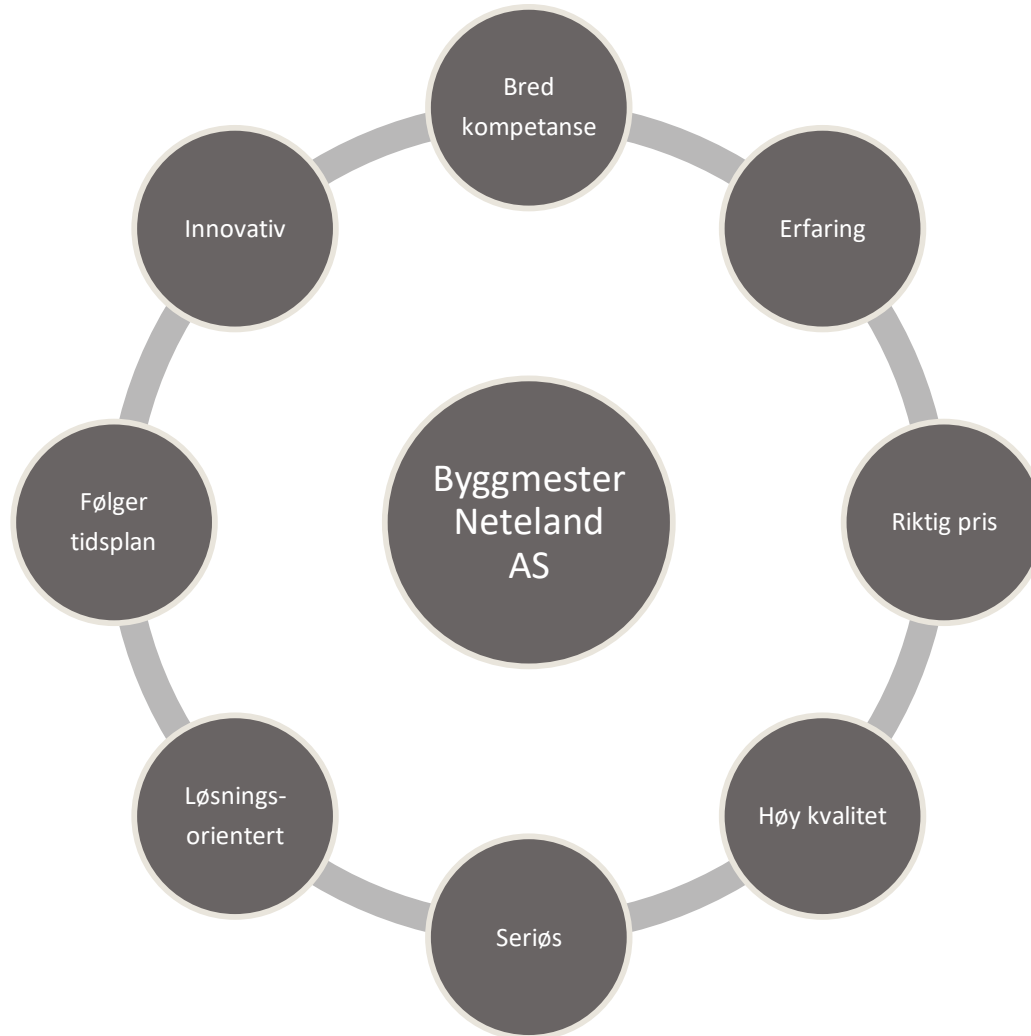 Bred
kompetanse
Erfaring
Riktig pris
Høy kvalitet
Seriøs
Løsnings-
orientert
Følger
tidsplan
Innovativ
Byggmester
Neteland
AS